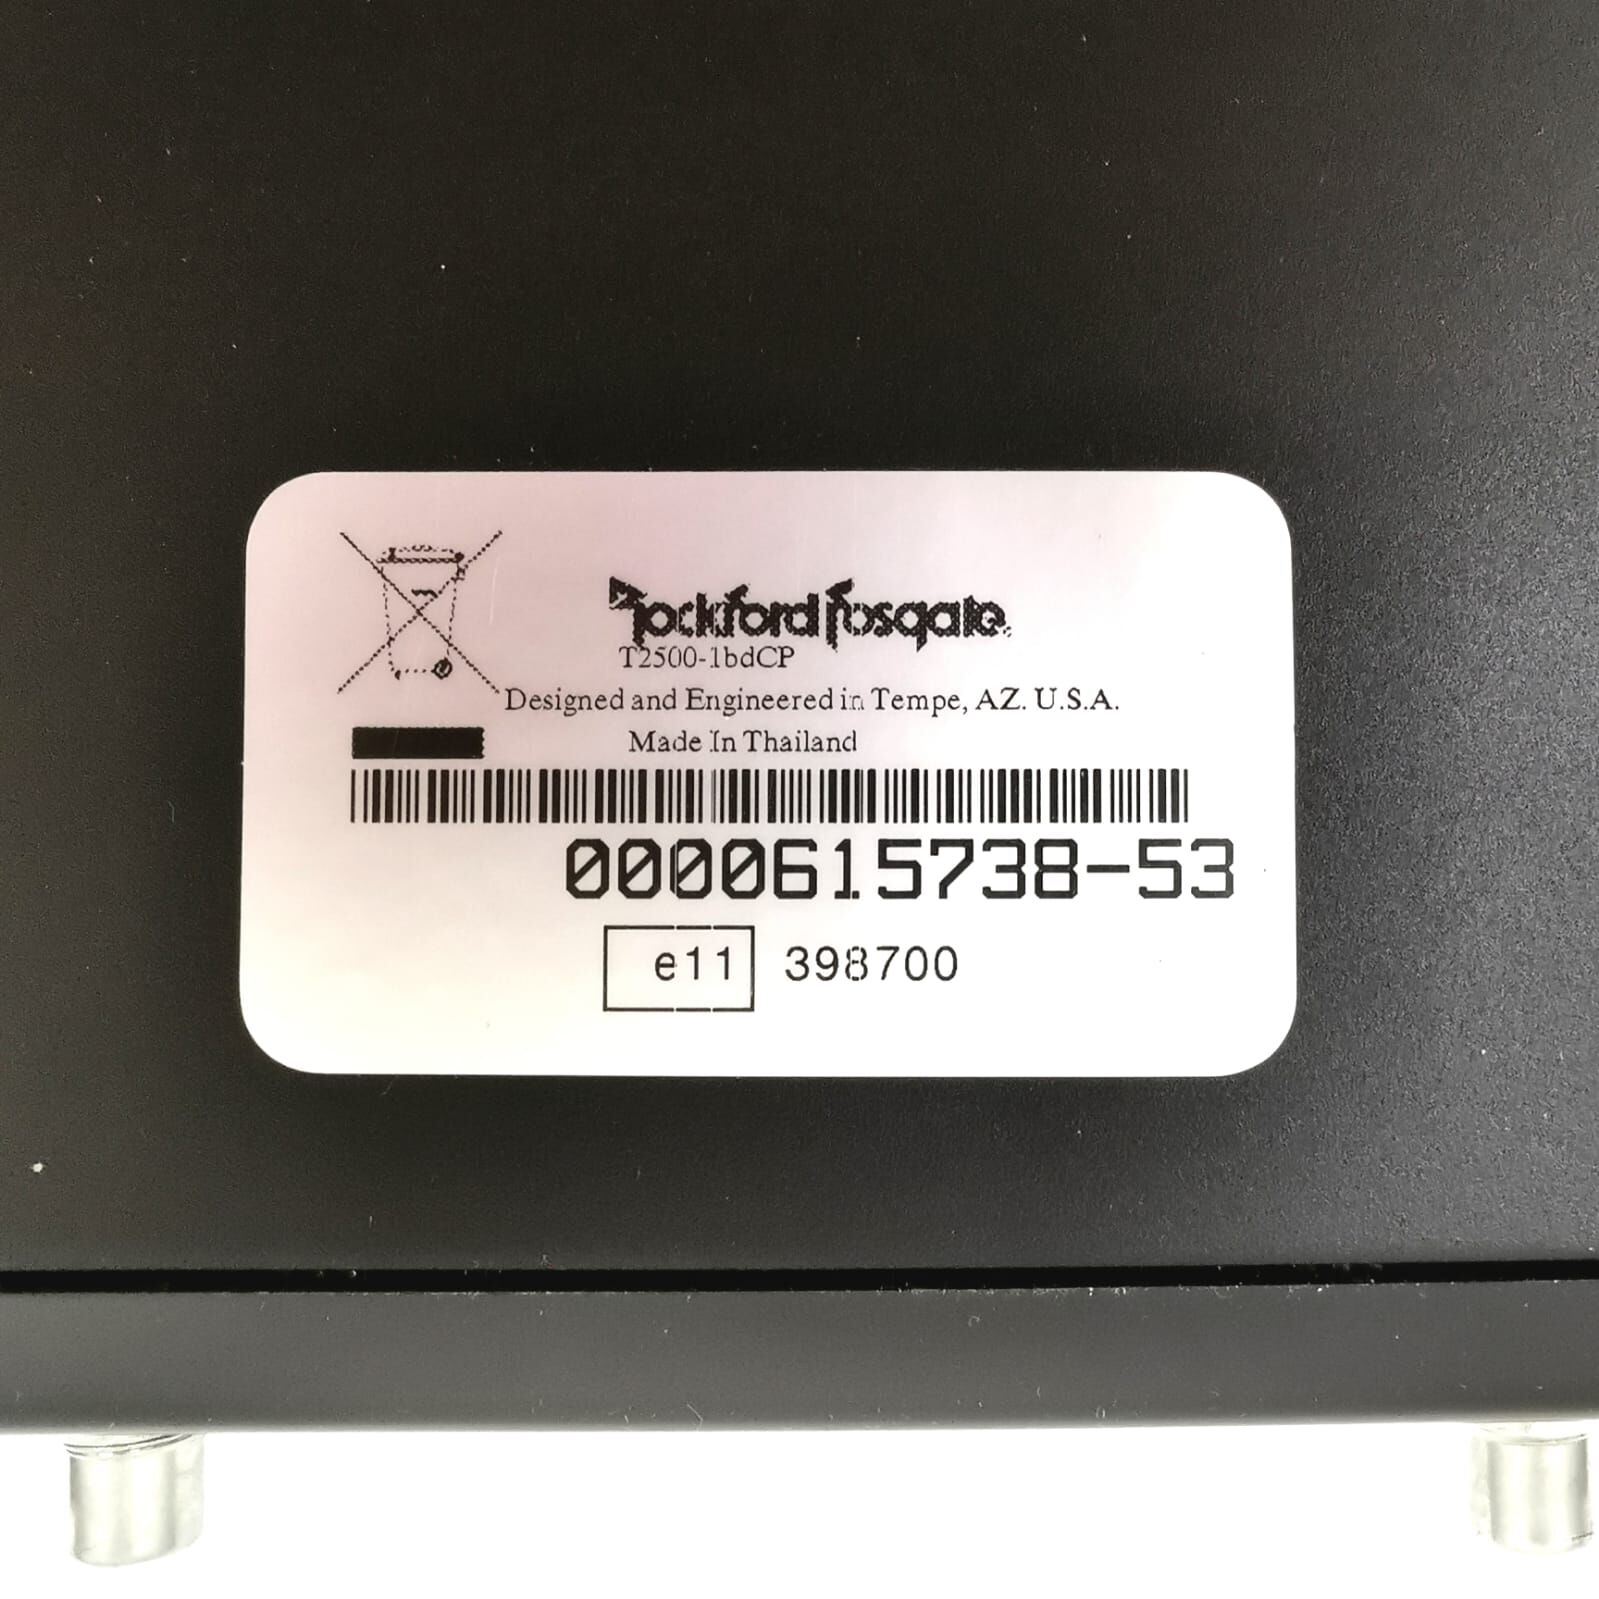 Rockford Fosgate
T2500-1bdCP
Designed and Engineered in Tempe, AZ. U.S.A.
Made In Thailand
0000615738-53
e11 398700